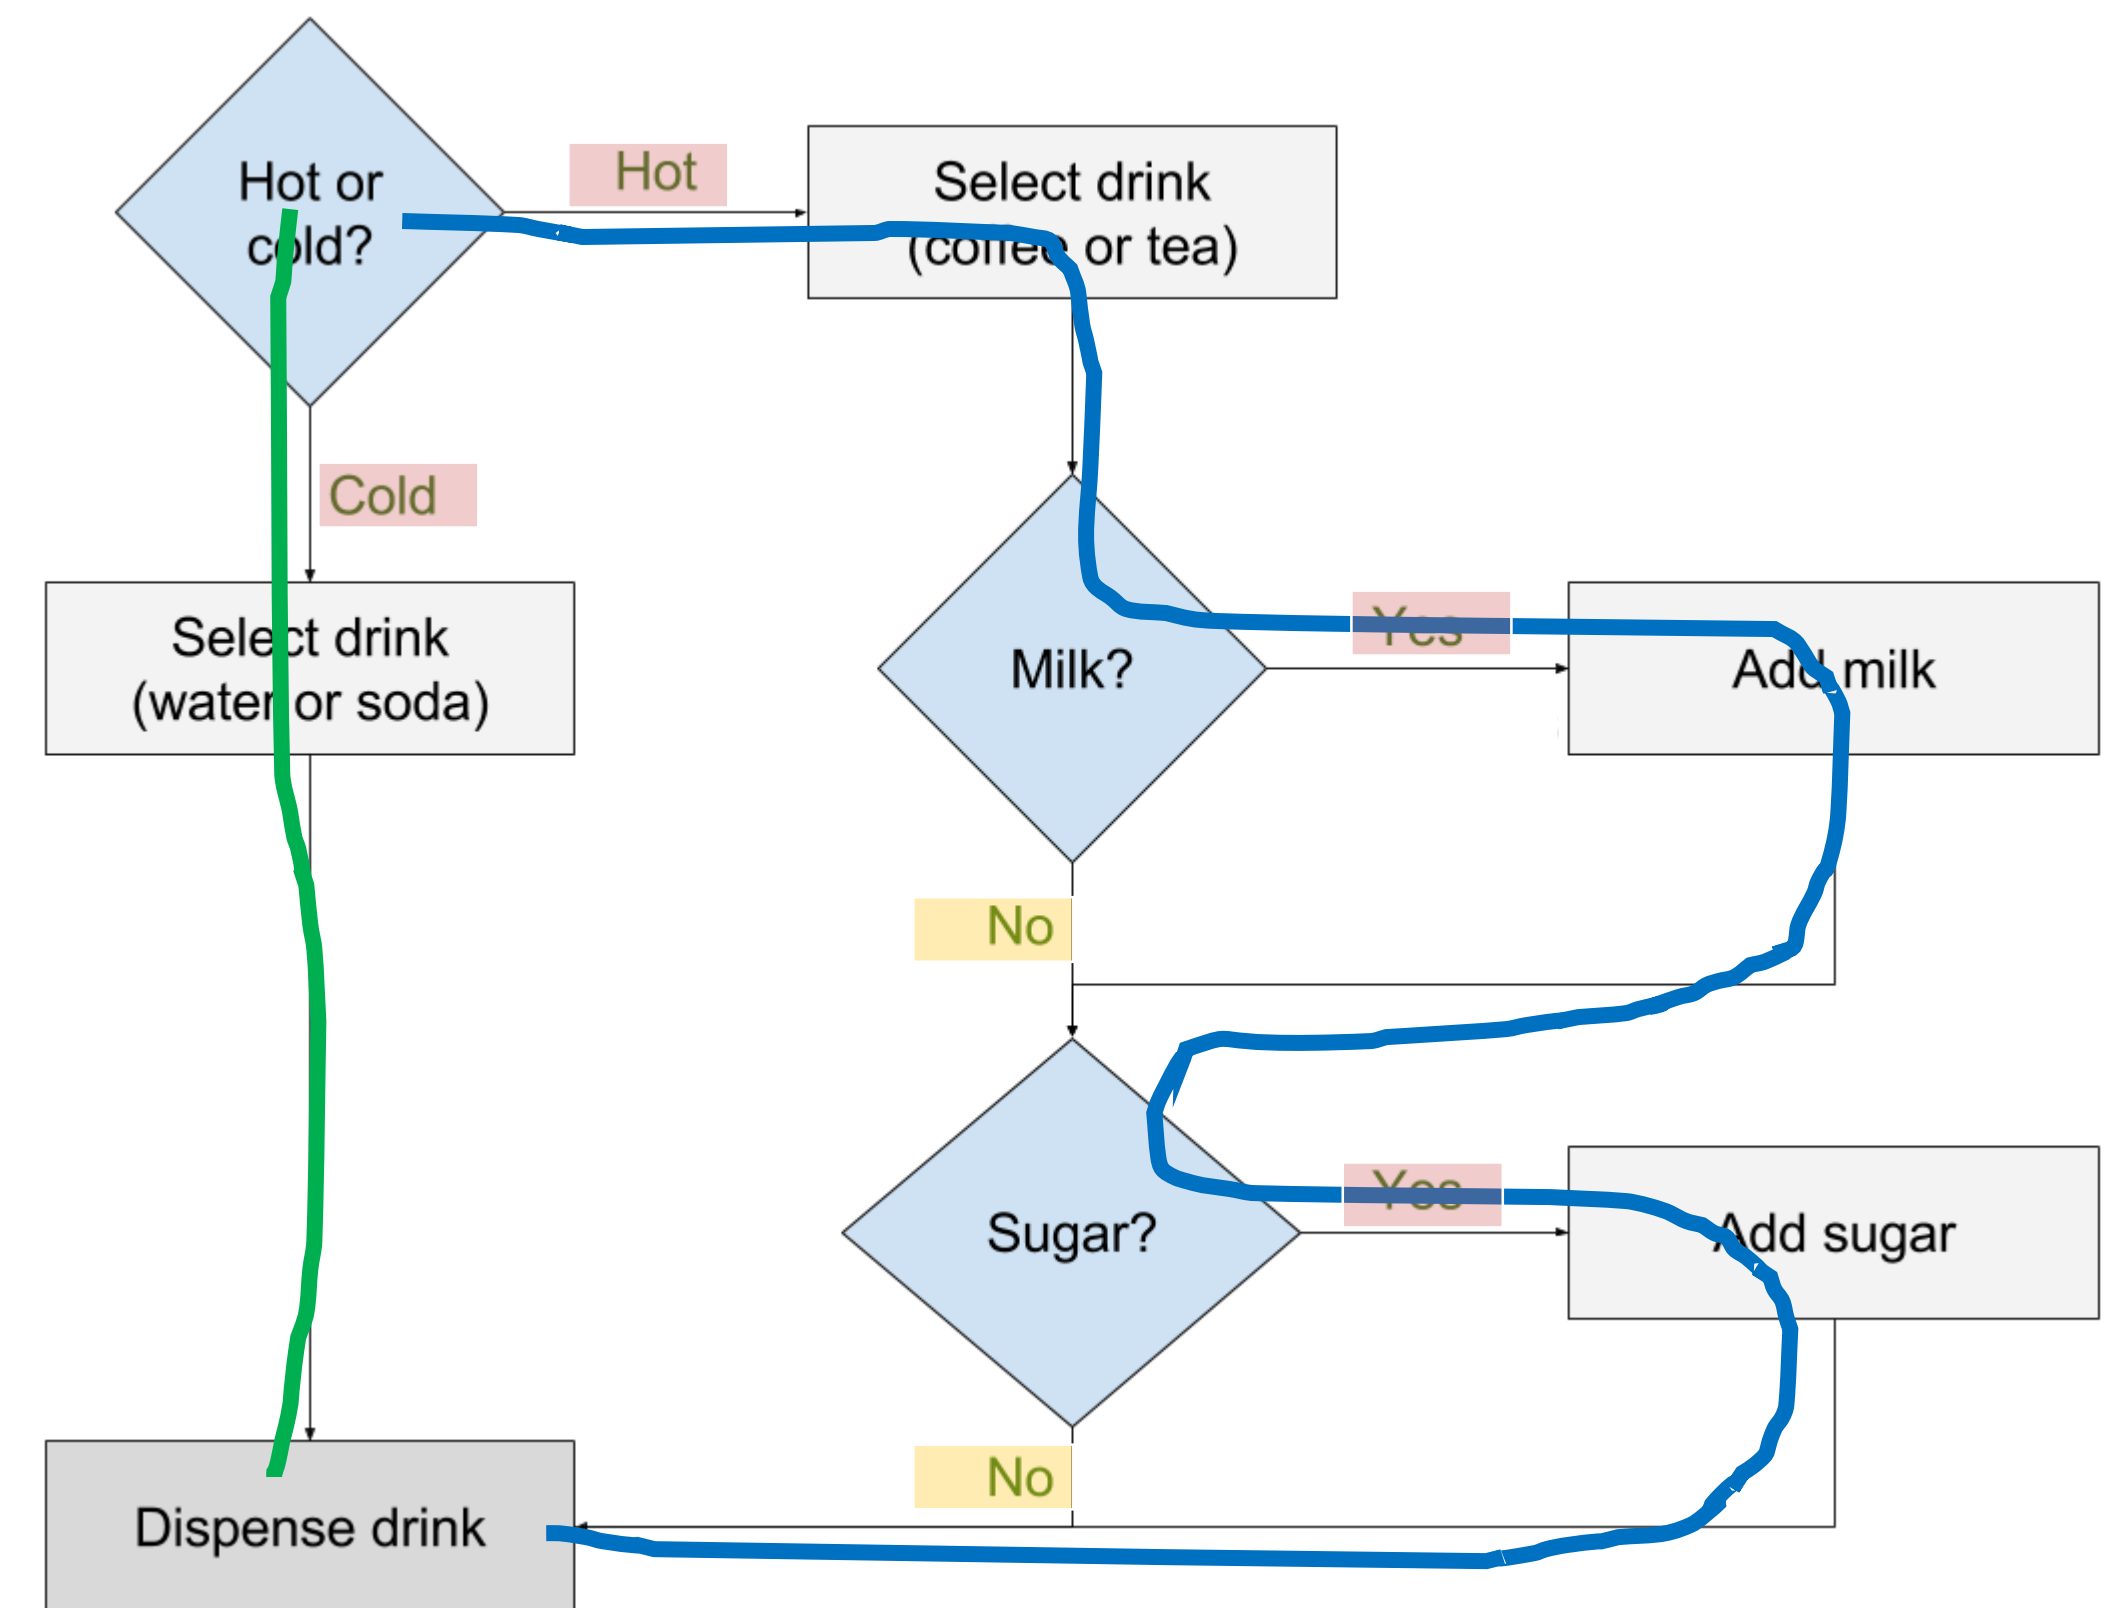 Hot or
cold?
Hot
Select drink
(coffee or tea)
Cold
Select drink
(water or soda)
Milk?
Yes
Add milk
No
Sugar?
Yes
Add sugar
No
Dispense drink